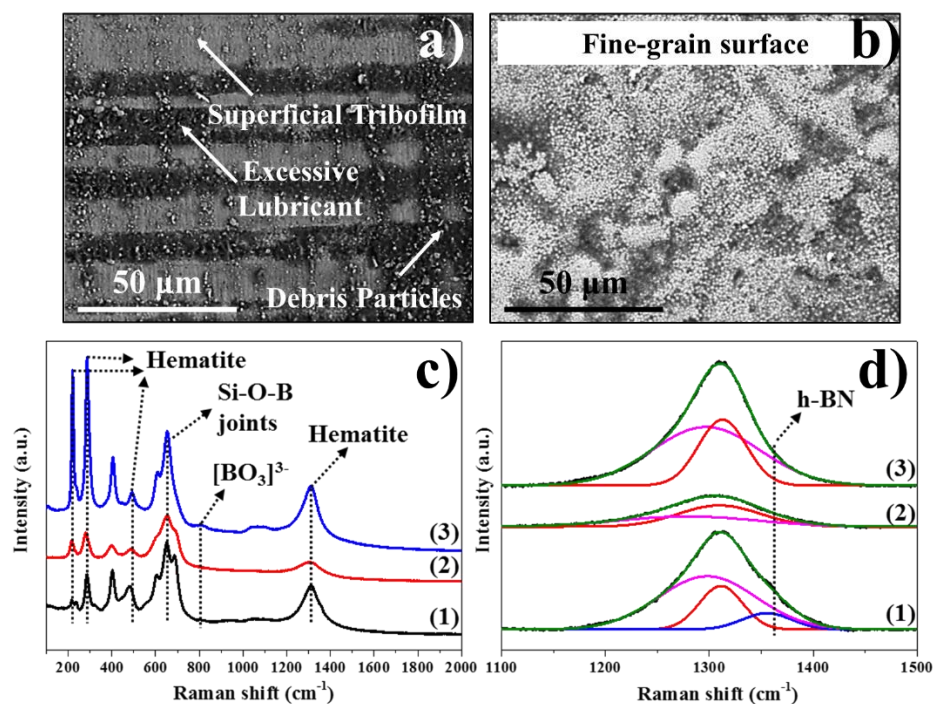 a)
Superficial Tribofilm
Excessive
Lubricant
50 µm
Debris Particles
b)
Fine-grain surface
50 µm
c)
Hematite
Si-O-B
joints
Hematite
[BO₃]³⁻
(3)
(2)
(1)
Intensity (a.u.)
200 400 600 800 1000 1200 1400 1600 1800 2000
Raman shift (cm⁻¹)
d)
h-BN
(3)
(2)
(1)
Intensity (a.u.)
1100 1200 1300 1400 1500
Raman shift (cm⁻¹)